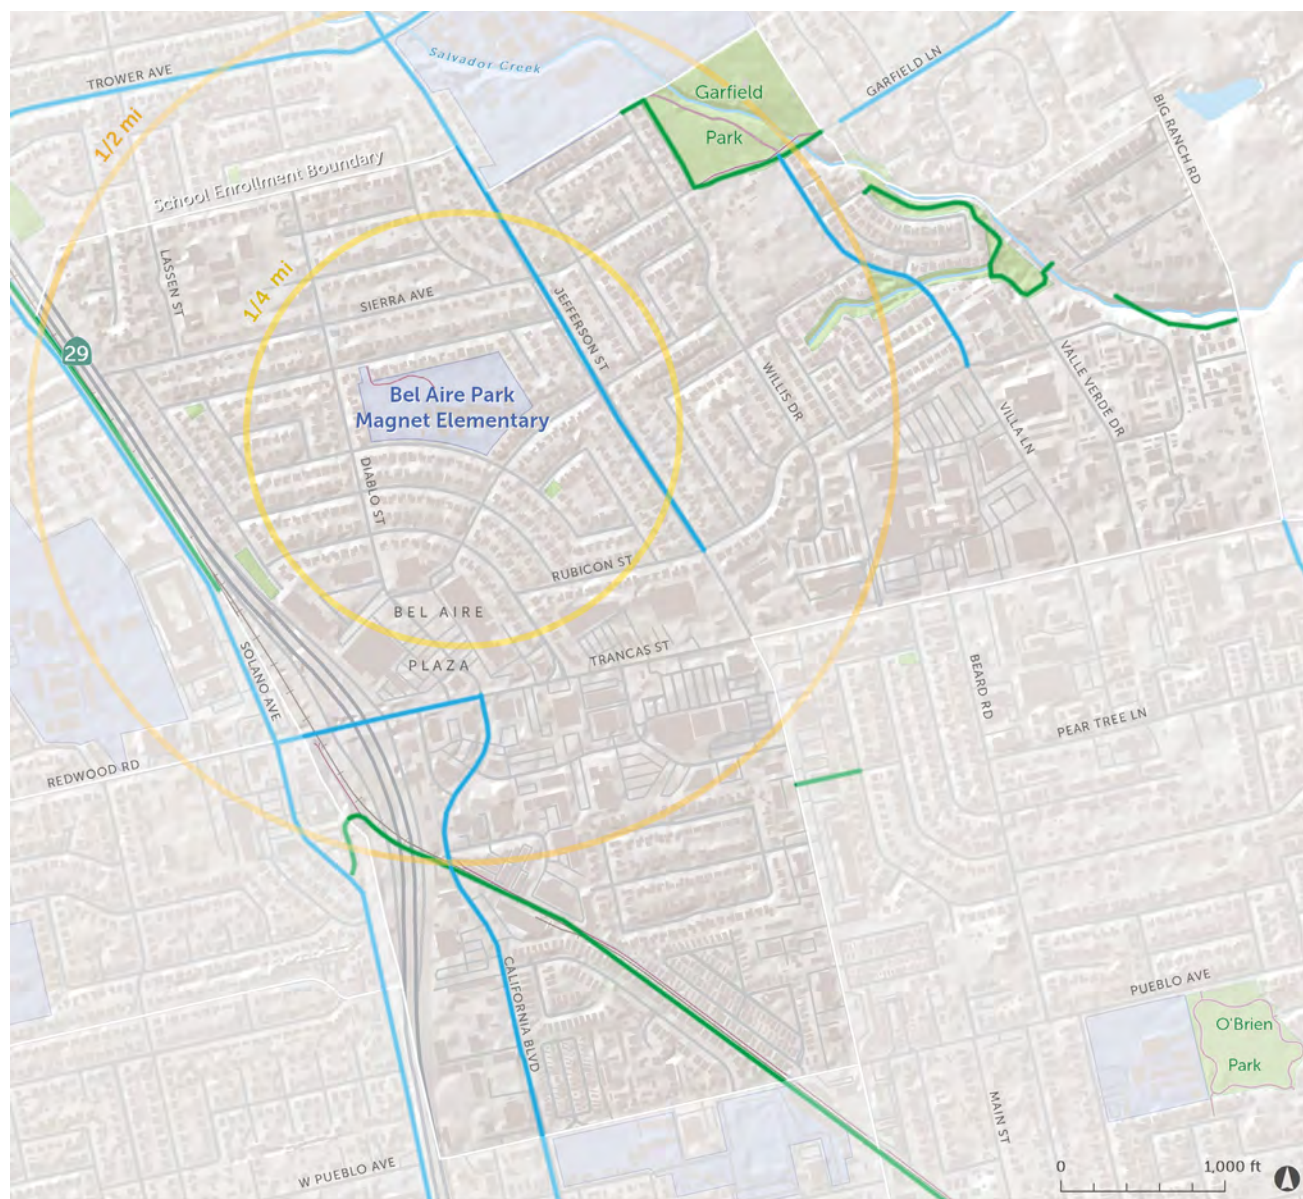 Salvador Creek
TROWER AVE
GARFIELD LN
Garfield
Park
BIG RANCH RD
1/2 mi
School Enrollment Boundary
LASSEN ST
1/4 mi
SIERRA AVE
JEFFERSON ST
29
Bel Aire Park
Magnet Elementary
WILLIS DR
VALLE VERDE DR
VILLA LN
DIABLO ST
RUBICON ST
BEL AIRE
PLAZA
TRANCAS ST
SOLANO AVE
BEARD RD
PEAR TREE LN
REDWOOD RD
CALIFORNIA BLVD
PUEBLO AVE
O'Brien
Park
MAIN ST
W PUEBLO AVE
0 1,000 ft